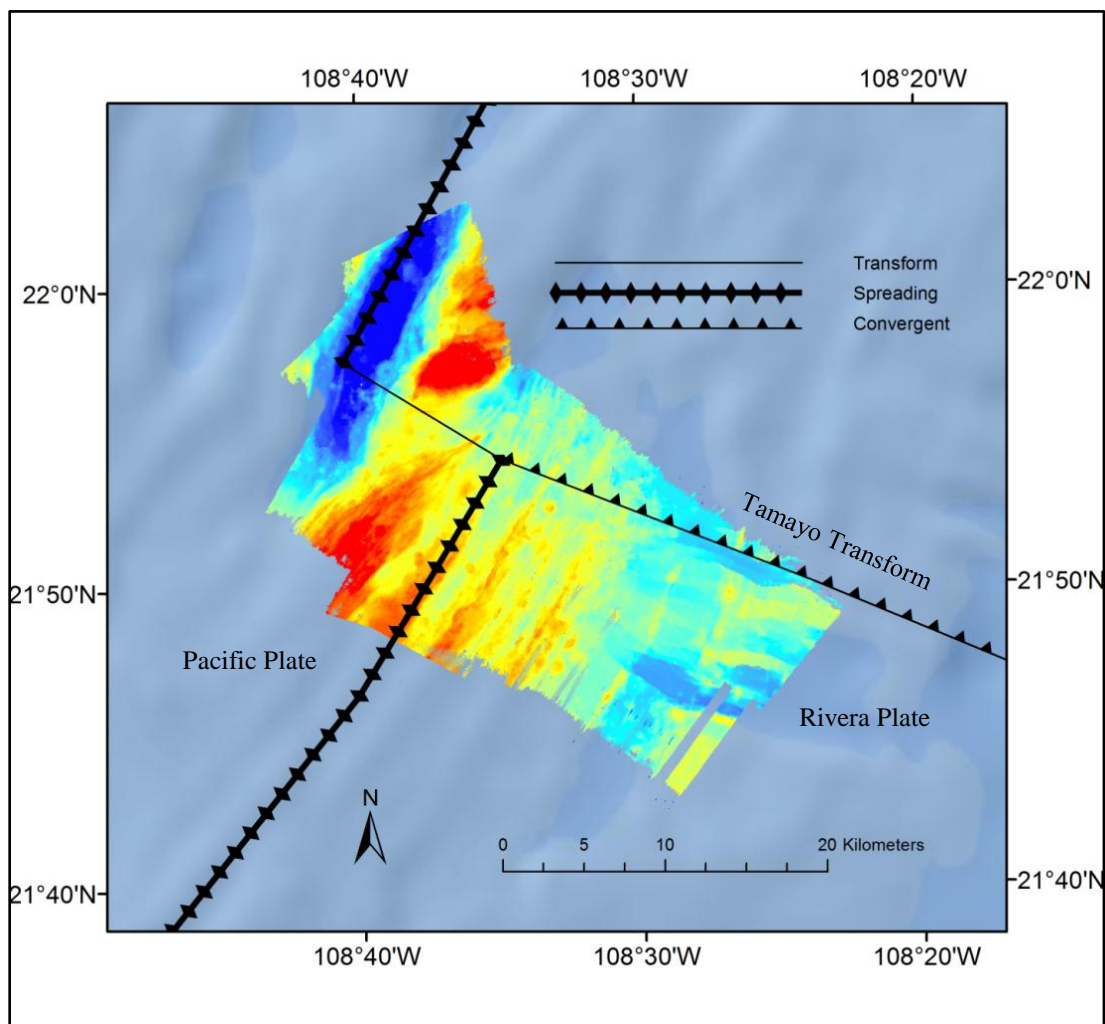 108°40'W 108°30'W 108°20'W
Transform
22°0'N 22°0'N
Spreading
Convergent
Tamayo Transform
21°50'N 21°50'N
Pacific Plate
Rivera Plate
N
0 5 10 20 Kilometers
21°40'N 21°40'N
108°40'W 108°30'W 108°20'W